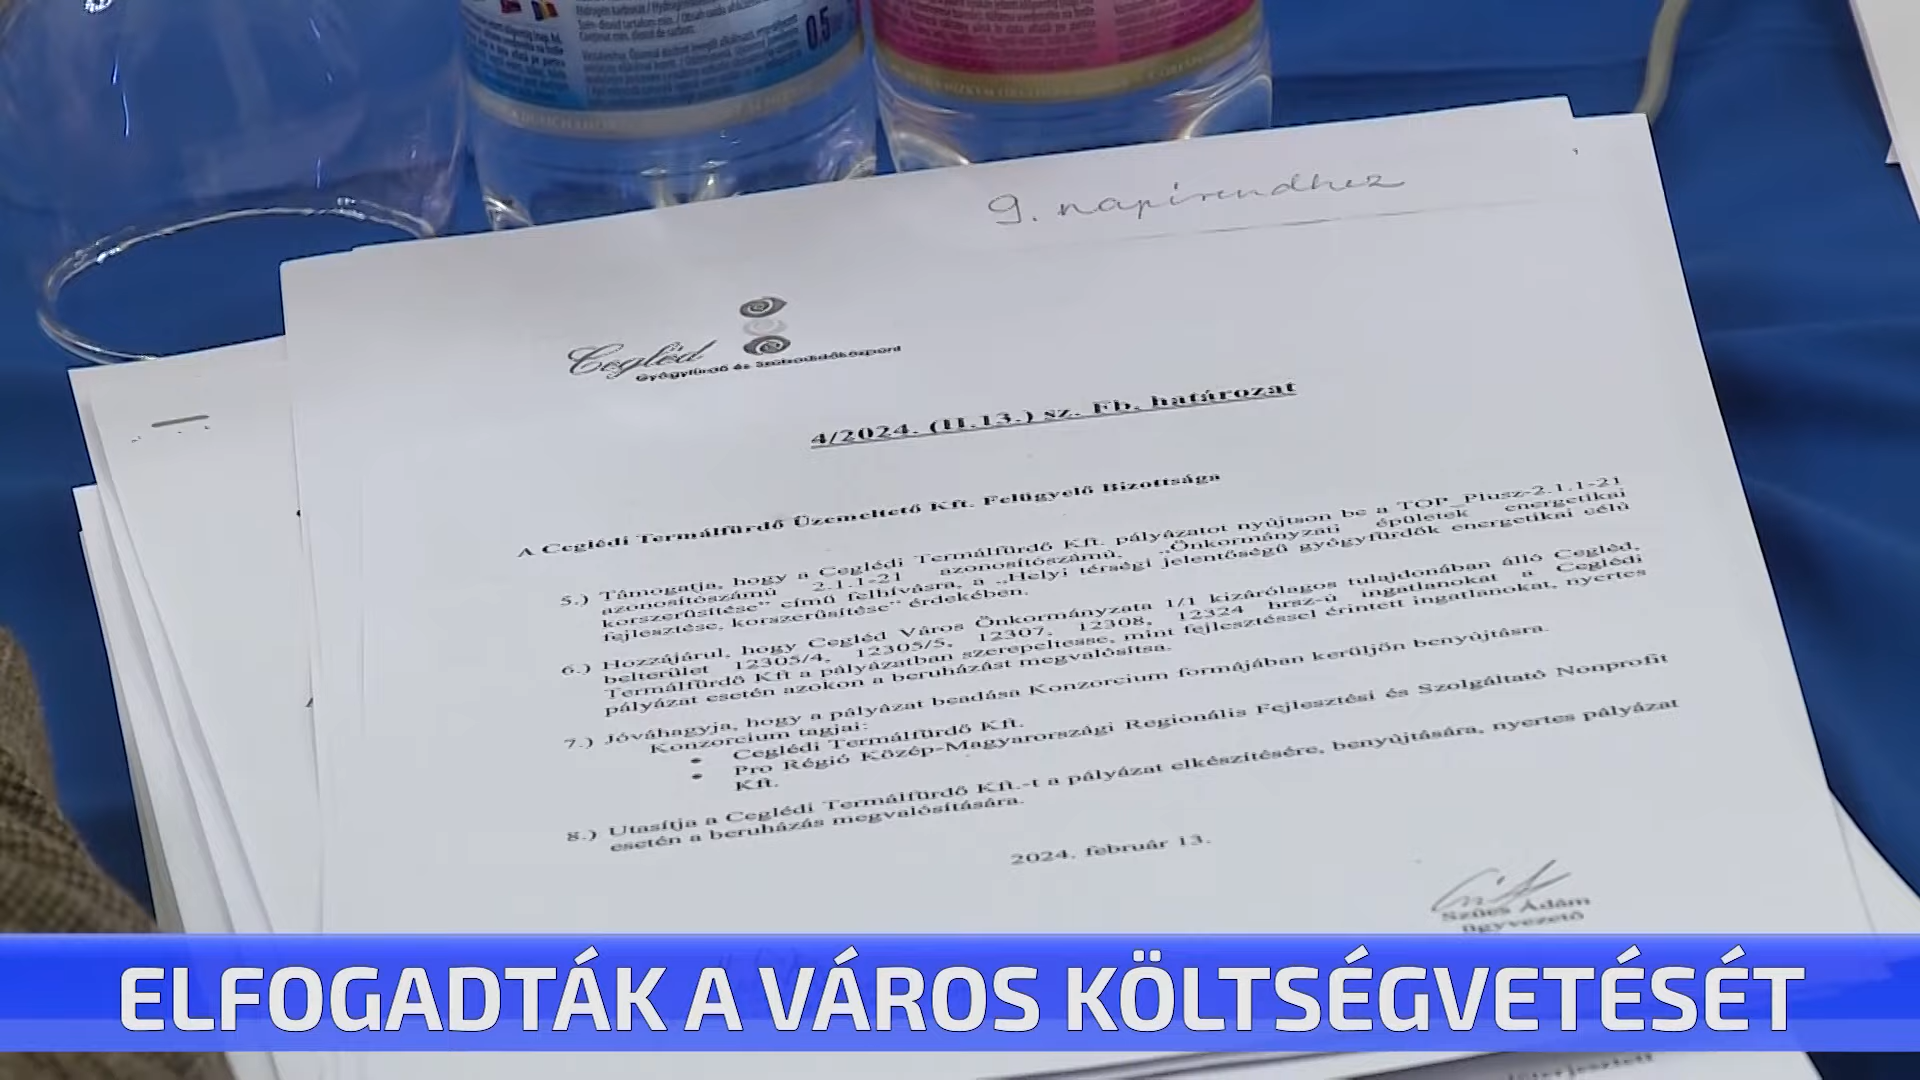 0.5
9. napirendhez
Cegléd
Gyógyfürdő és Szabadidőközpont
4/2024. (II.13.) sz. Fb. határozat
A Ceglédi Termálfürdő Üzemeltető Kft. Felügyelő Bizottsága
5.) Támogatja, hogy a Ceglédi Termálfürdő Kft. pályázatot nyújtson be a TOP_Plusz-2.1.1-21
azonosítószámú 2.1.1-21 azonosítószámú. „Önkormányzati épületek energetikai
korszerűsítése” című felhívásra, a „Helyi térségi jelentőségű gyógyfürdők energetikai célú
fejlesztése, korszerűsítése” érdekében.
6.) Hozzájárul, hogy Cegléd Város Önkormányzata 1/1 kizárólagos tulajdonában álló Cegléd,
belterület 12305/4, 12305/5, 12307, 12308, 12324 hrsz-ú ingatlanokat a Ceglédi
Termálfürdő Kft a pályázatban szerepeltesse, mint fejlesztéssel érintett ingatlanokat, nyertes
pályázat esetén azokon a beruházást megvalósítsa.
7.) Jóváhagyja, hogy a pályázat beadása Konzorcium formájában kerüljön benyújtásra.
Konzorcium tagjai:
• Ceglédi Termálfürdő Kft.
• Pro Régió Közép-Magyarországi Regionális Fejlesztési és Szolgáltató Nonprofit
Kft.
8.) Utasítja a Ceglédi Termálfürdő Kft.-t a pályázat elkészítésére, benyújtására, nyertes pályázat
esetén a beruházás megvalósítására.
2024. február 13.
Szűcs Ádám
ügyvezető
ELFOGADTÁK A VÁROS KÖLTSÉGVETÉSÉT